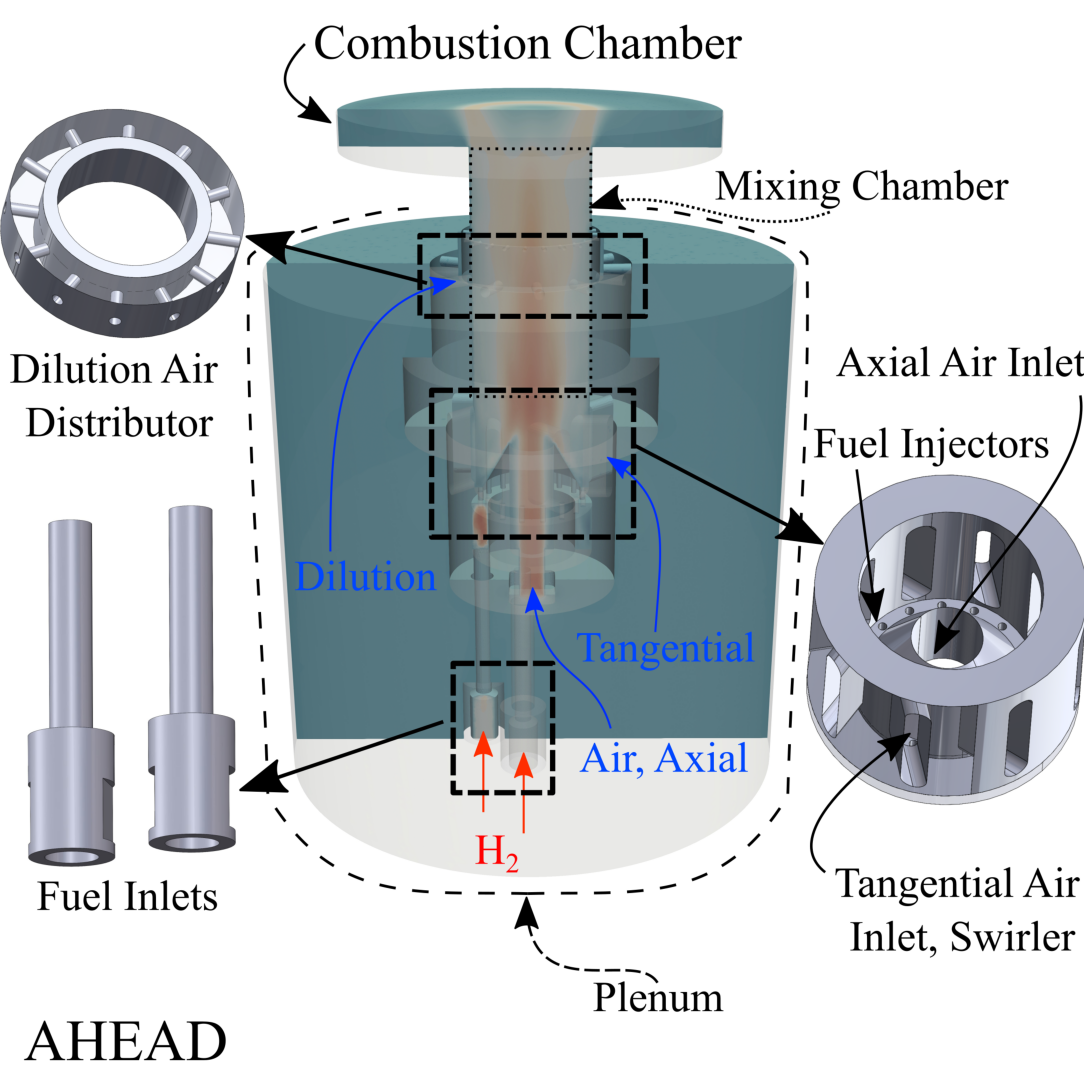 Combustion Chamber
Mixing Chamber
Dilution Air
Distributor
Axial Air Inlet
Fuel Injectors
Dilution
Tangential
Air, Axial
H₂
Fuel Inlets
Tangential Air
Inlet, Swirler
Plenum
AHEAD